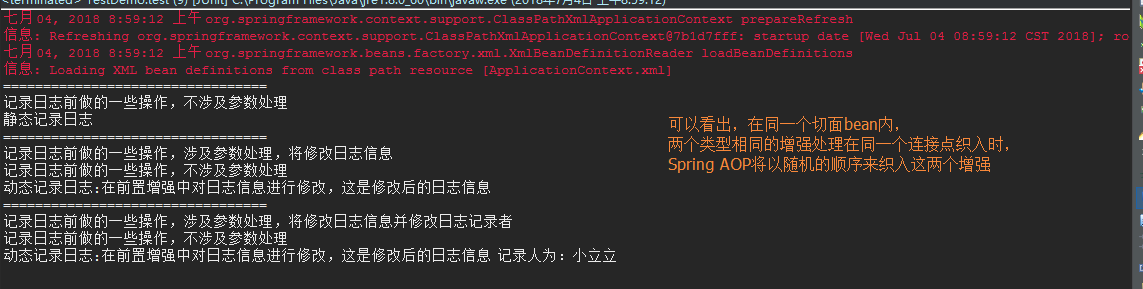 <terminated> TestDemo.test (9) [JUnit] C:\Program Files\Java\jre1.8.0_60\bin\javaw.exe (2018年7月4日 上午8:59:12)
七月 04, 2018 8:59:12 上午 org.springframework.context.support.ClassPathXmlApplicationContext prepareRefresh
信息: Refreshing org.springframework.context.support.ClassPathXmlApplicationContext@7b1d7fff: startup date [Wed Jul 04 08:59:12 CST 2018]; ro
七月 04, 2018 8:59:12 上午 org.springframework.beans.factory.xml.XmlBeanDefinitionReader loadBeanDefinitions
信息: Loading XML bean definitions from class path resource [ApplicationContext.xml]
=================================
记录日志前做的一些操作，不涉及参数处理
静态记录日志
=================================
记录日志前做的一些操作，涉及参数处理，将修改日志信息
记录日志前做的一些操作，不涉及参数处理
动态记录日志:在前置增强中对日志信息进行修改，这是修改后的日志信息
=================================
记录日志前做的一些操作，涉及参数处理，将修改日志信息并修改日志记录者
记录日志前做的一些操作，不涉及参数处理
动态记录日志:在前置增强中对日志信息进行修改，这是修改后的日志信息 记录人为: 小立立
可以看出，在同一个切面bean内，
两个类型相同的增强处理在同一个连接点织入时，
Spring AOP将以随机的顺序来织入这两个增强